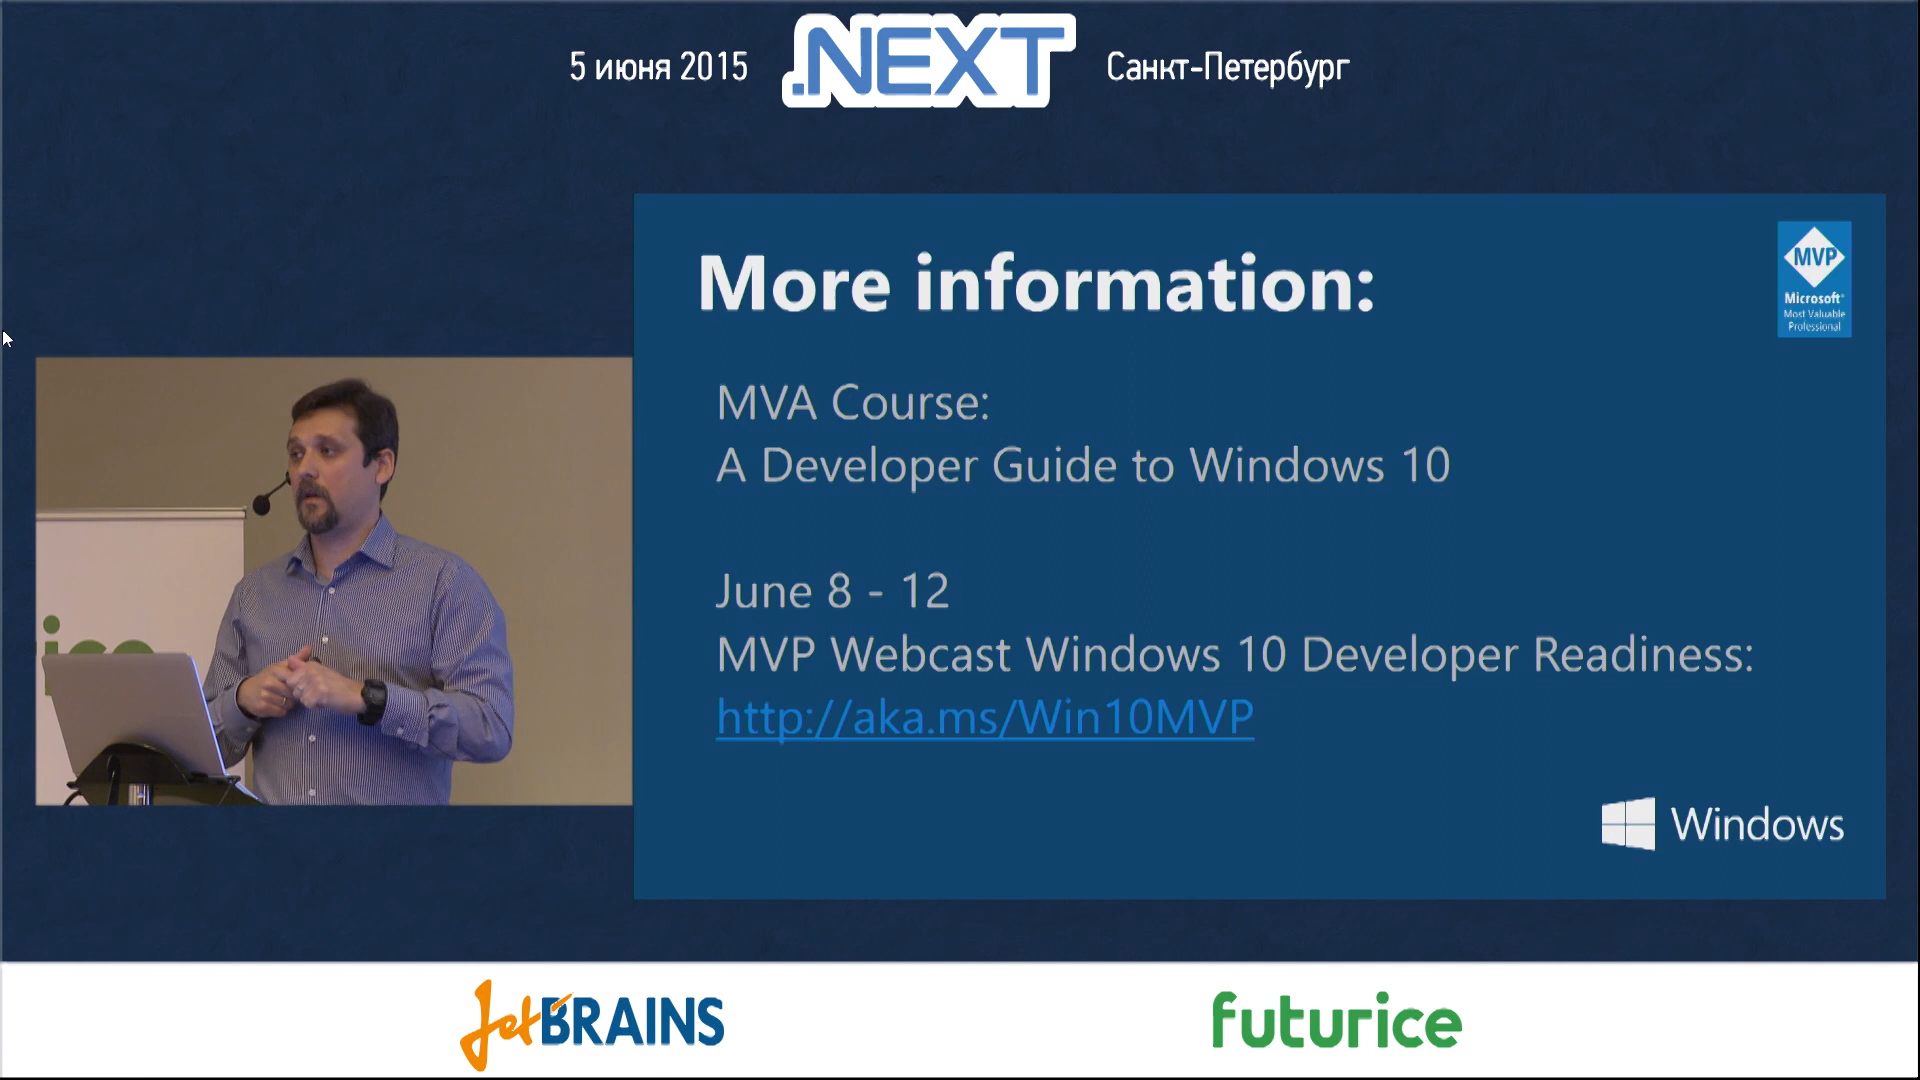 5 июня 2015 .NEXT Санкт-Петербург
More information:
MVP
Microsoft®
Most Valuable
Professional
MVA Course:
A Developer Guide to Windows 10
June 8 - 12
MVP Webcast Windows 10 Developer Readiness:
http://aka.ms/Win10MVP
Windows
JetBRAINS
futurice